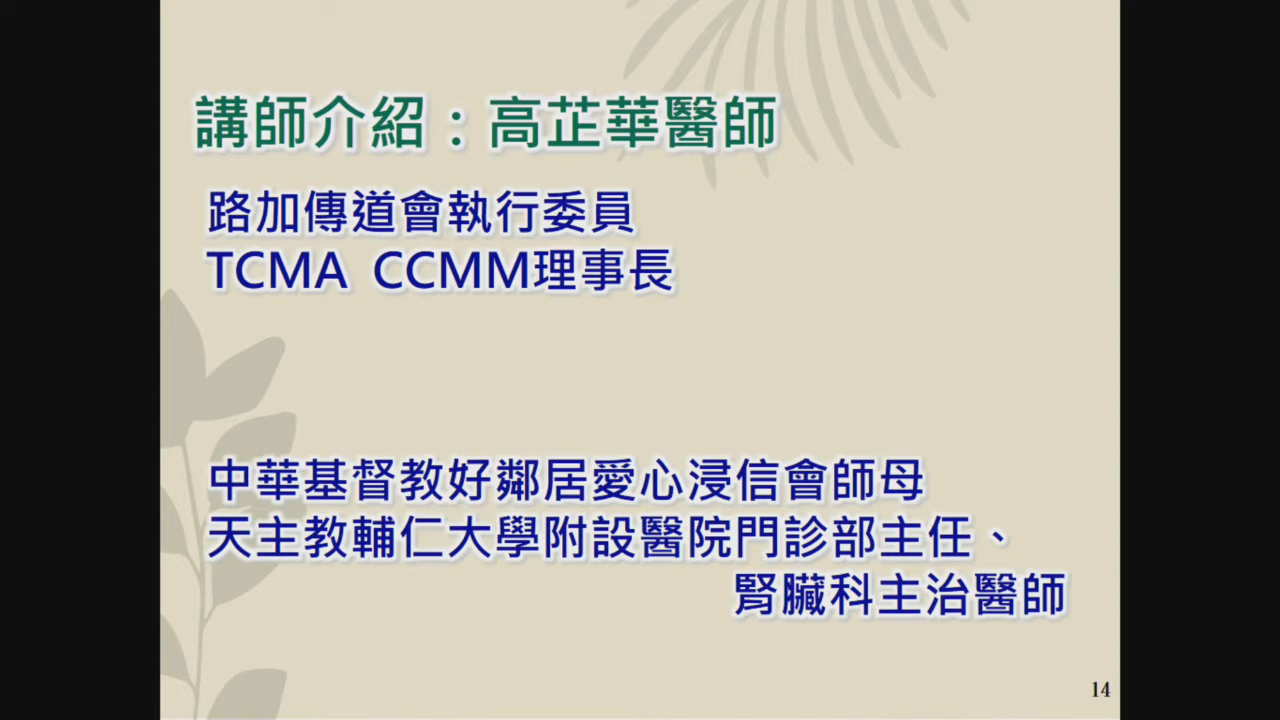 講師介紹：高芷華醫師
路加傳道會執行委員
TCMA CCMM理事長
中華基督教好鄰居愛心浸信會師母
天主教輔仁大學附設醫院門診部主任、
腎臟科主治醫師
14